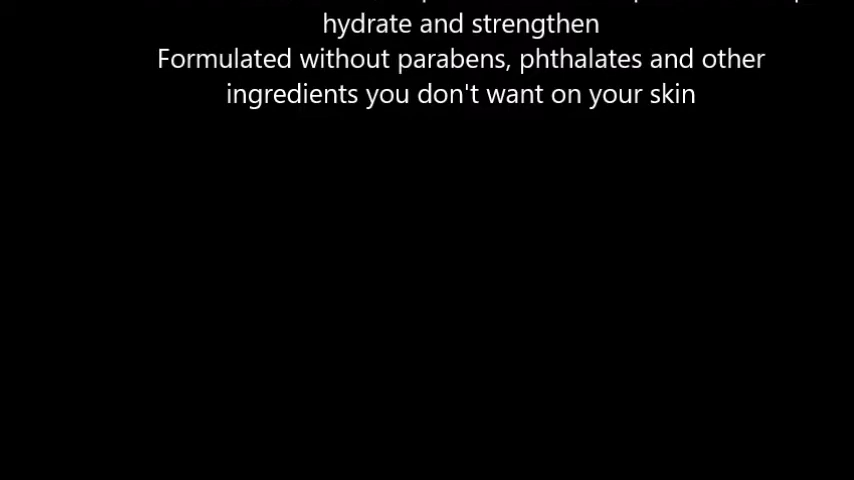 hydrate and strengthen
Formulated without parabens, phthalates and other
ingredients you don't want on your skin